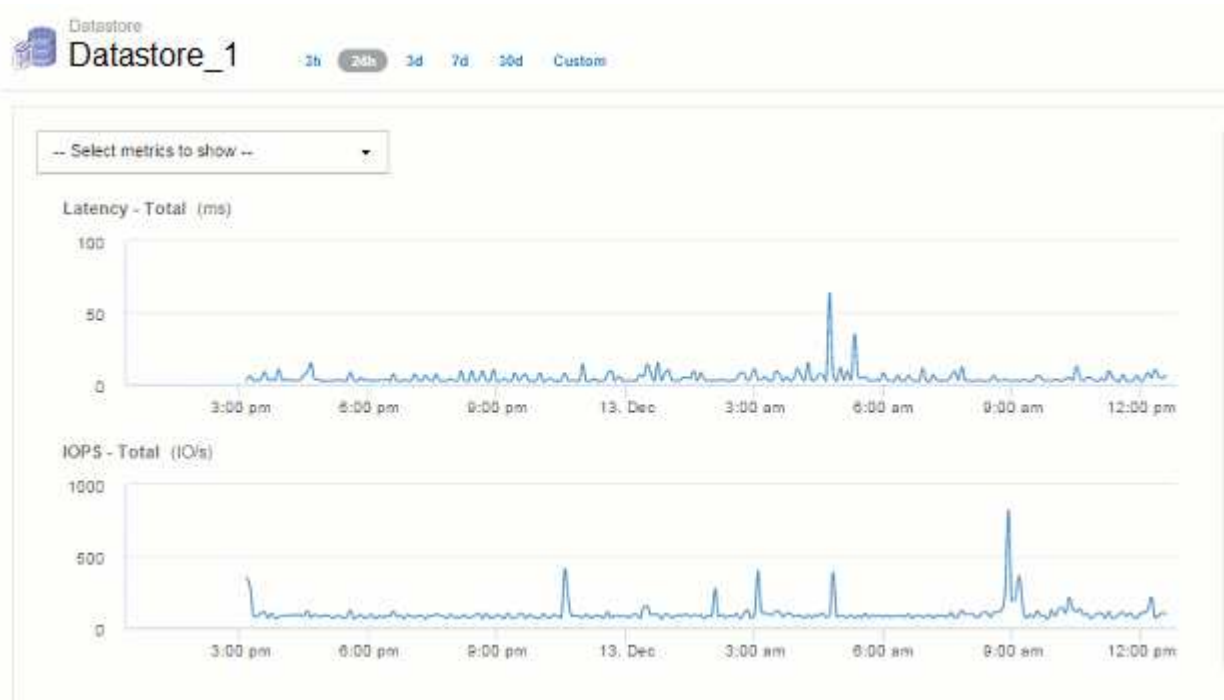 Datastore
Datastore_1
3h 24h 3d 7d 30d Custom
-- Select metrics to show --
Latency - Total (ms)
100
50
0
3:00 pm 6:00 pm 9:00 pm 13. Dec 3:00 am 6:00 am 9:00 am 12:00 pm
IOPS - Total (IO/s)
1000
500
0
3:00 pm 6:00 pm 9:00 pm 13. Dec 3:00 am 6:00 am 9:00 am 12:00 pm